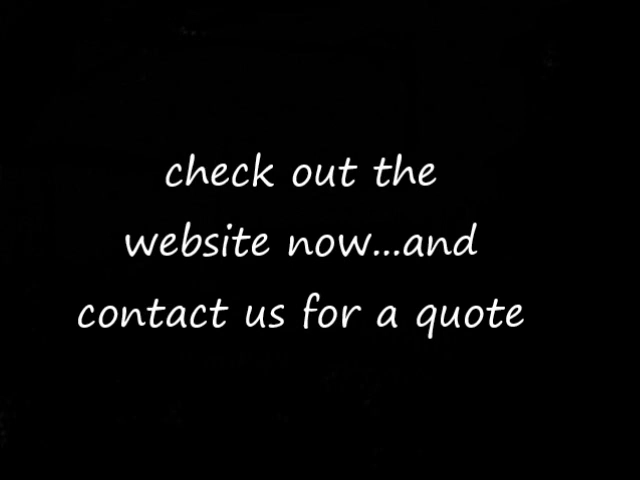 check out the
website now...and
contact us for a quote